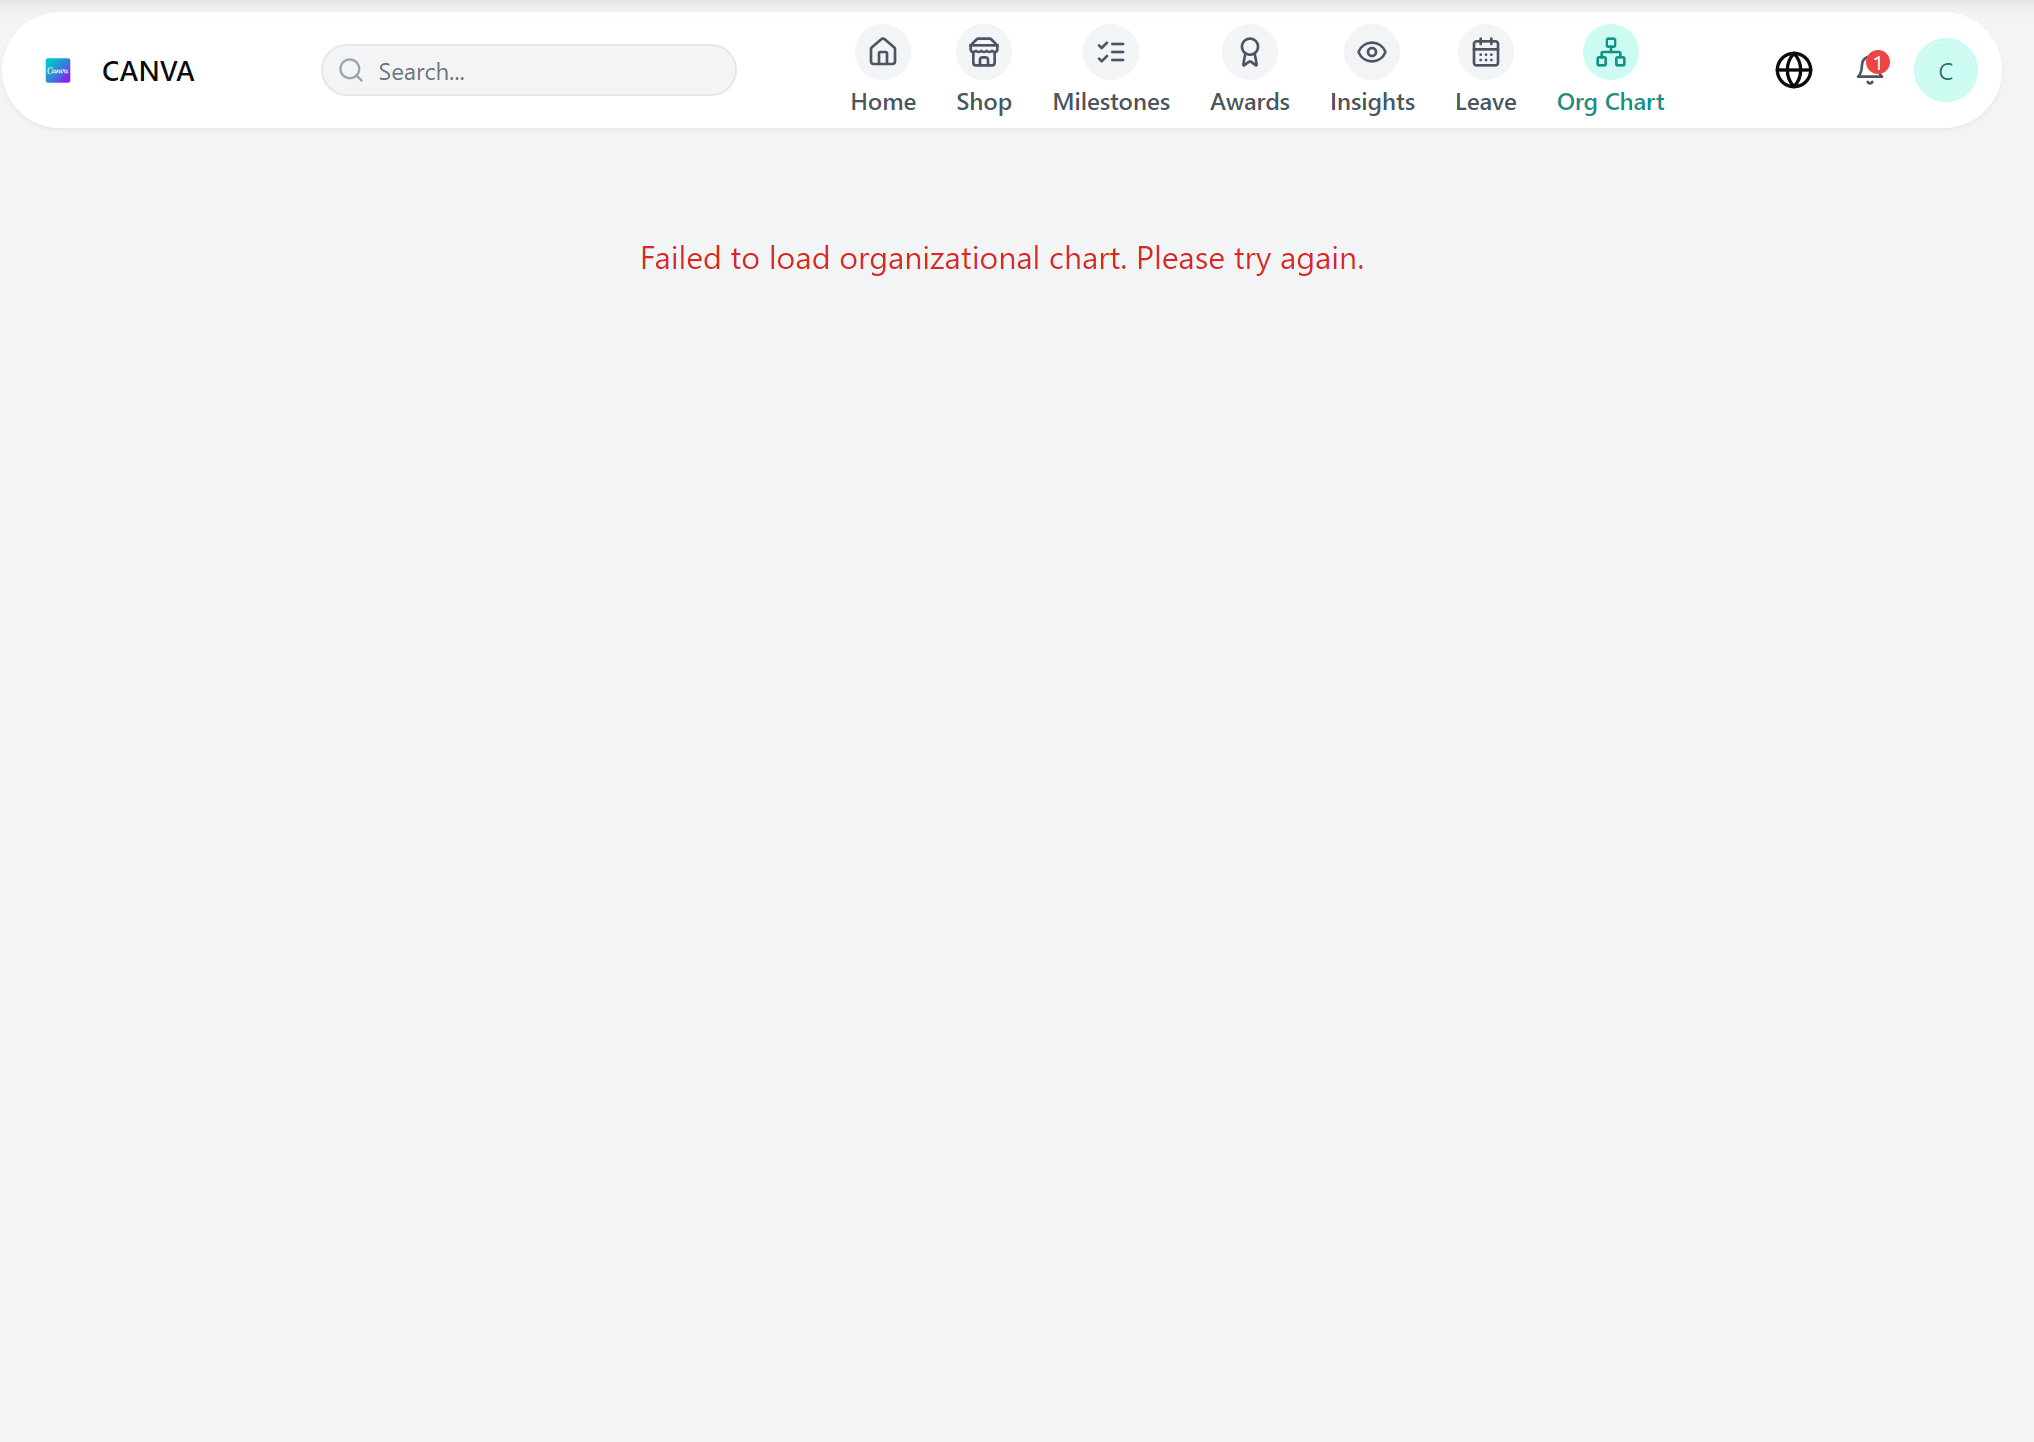 Canva
CANVA
Search...
Home
Shop
Milestones
Awards
Insights
Leave
Org Chart
1
C
Failed to load organizational chart. Please try again.